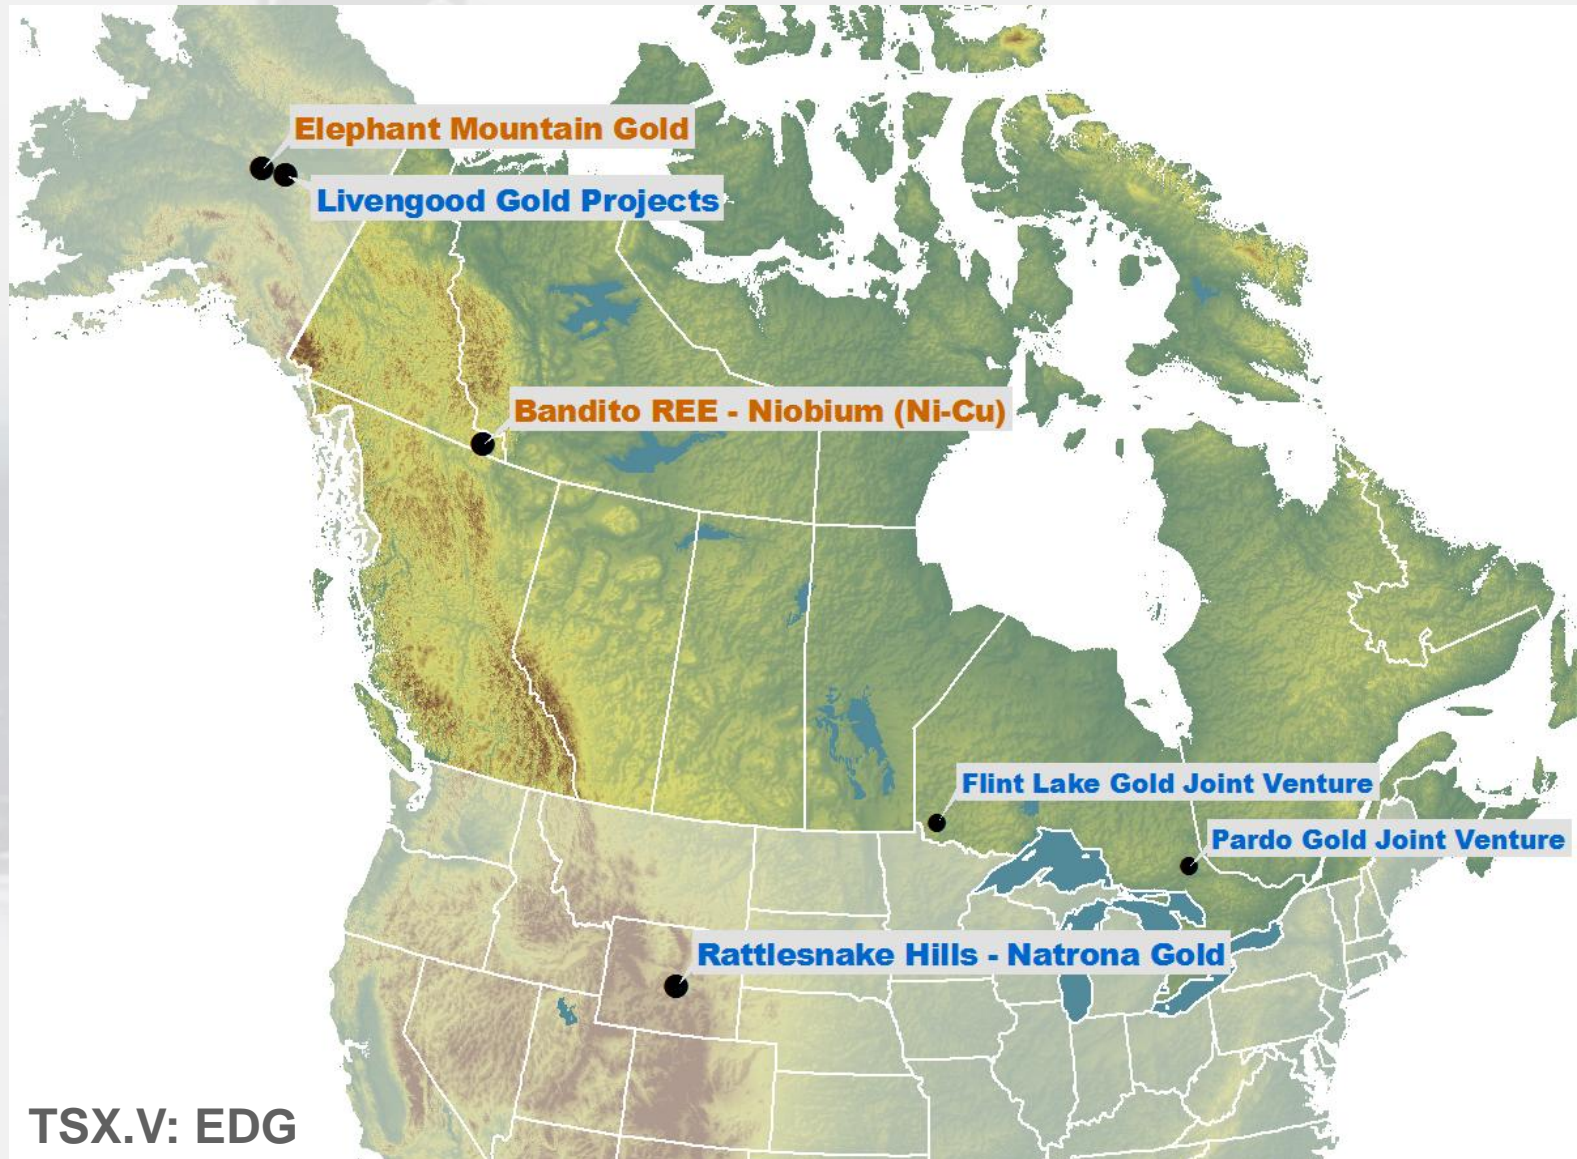 Elephant Mountain Gold
Livengood Gold Projects
Bandito REE - Niobium (Ni-Cu)
Flint Lake Gold Joint Venture
Pardo Gold Joint Venture
Rattlesnake Hills - Natrona Gold
TSX.V: EDG